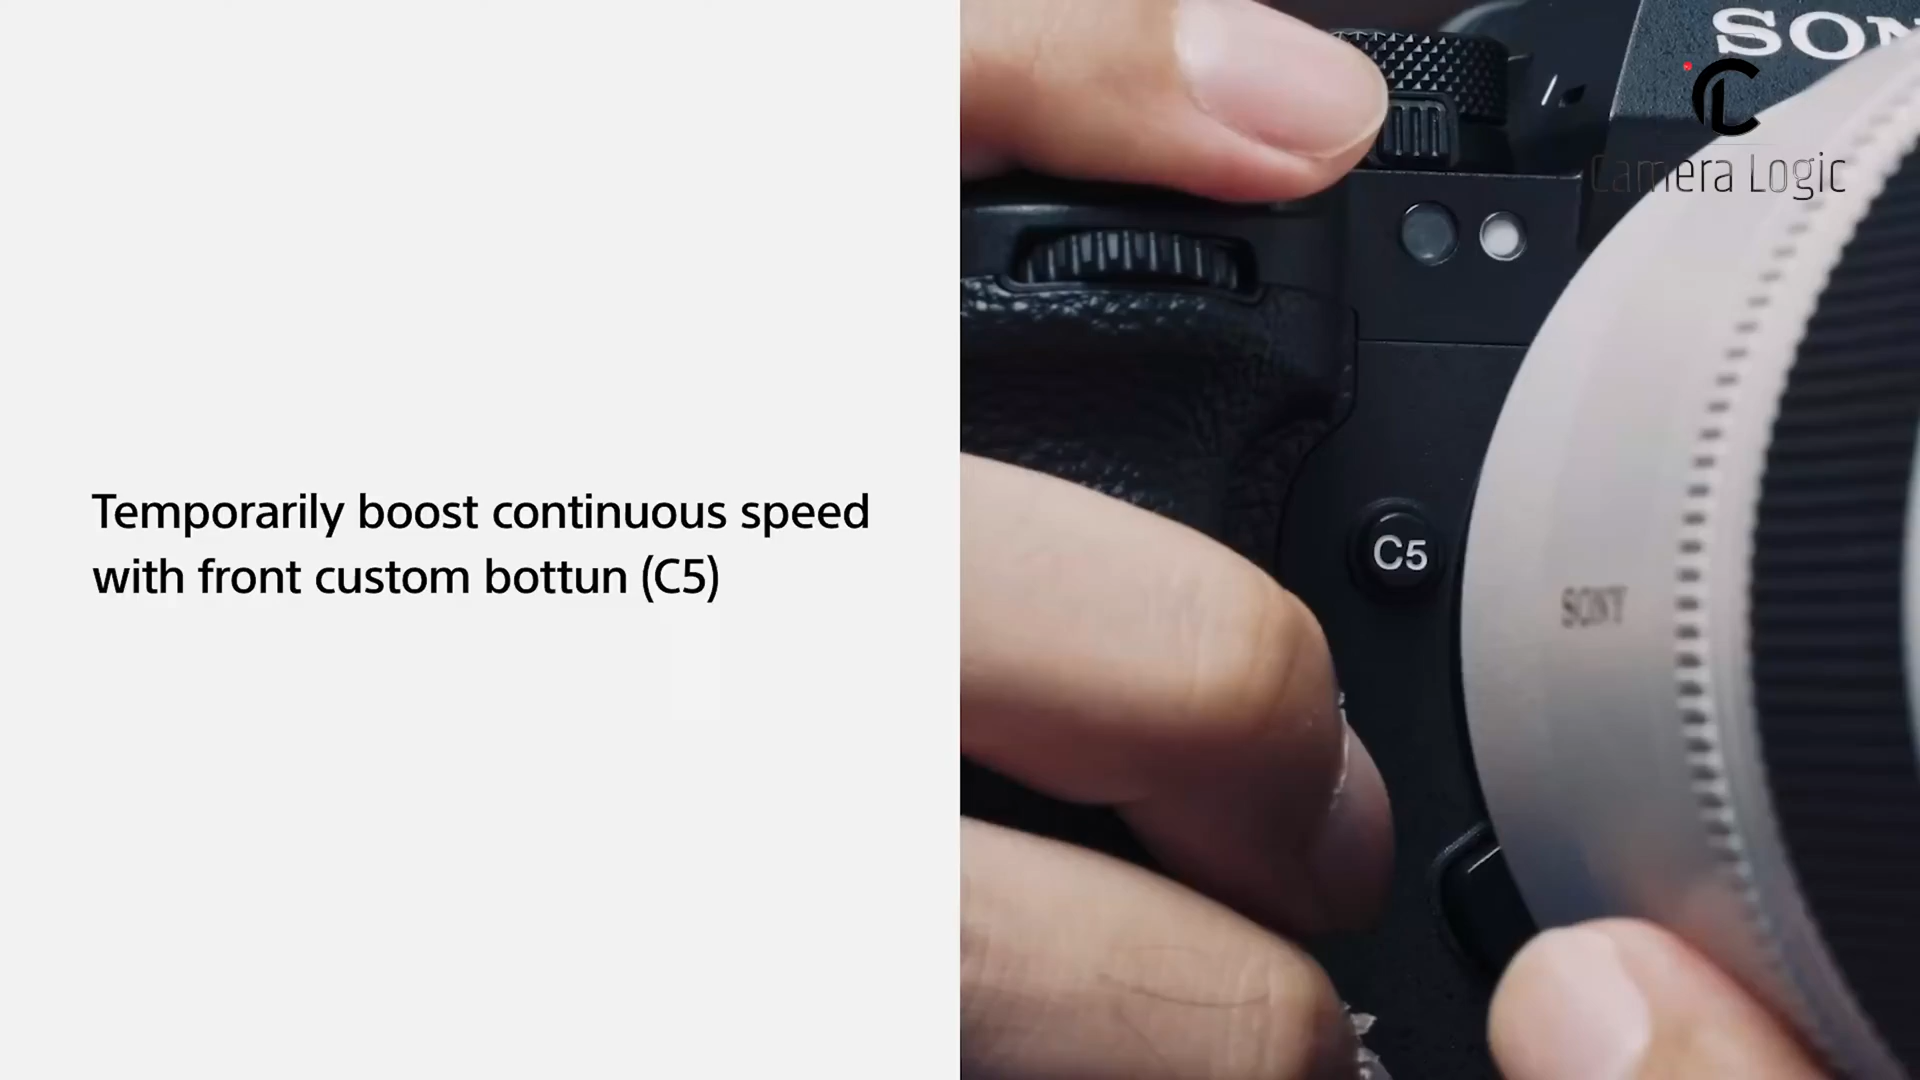 Temporarily boost continuous speed
with front custom bottun (C5)
SON
Camera Logic
C5
SONY